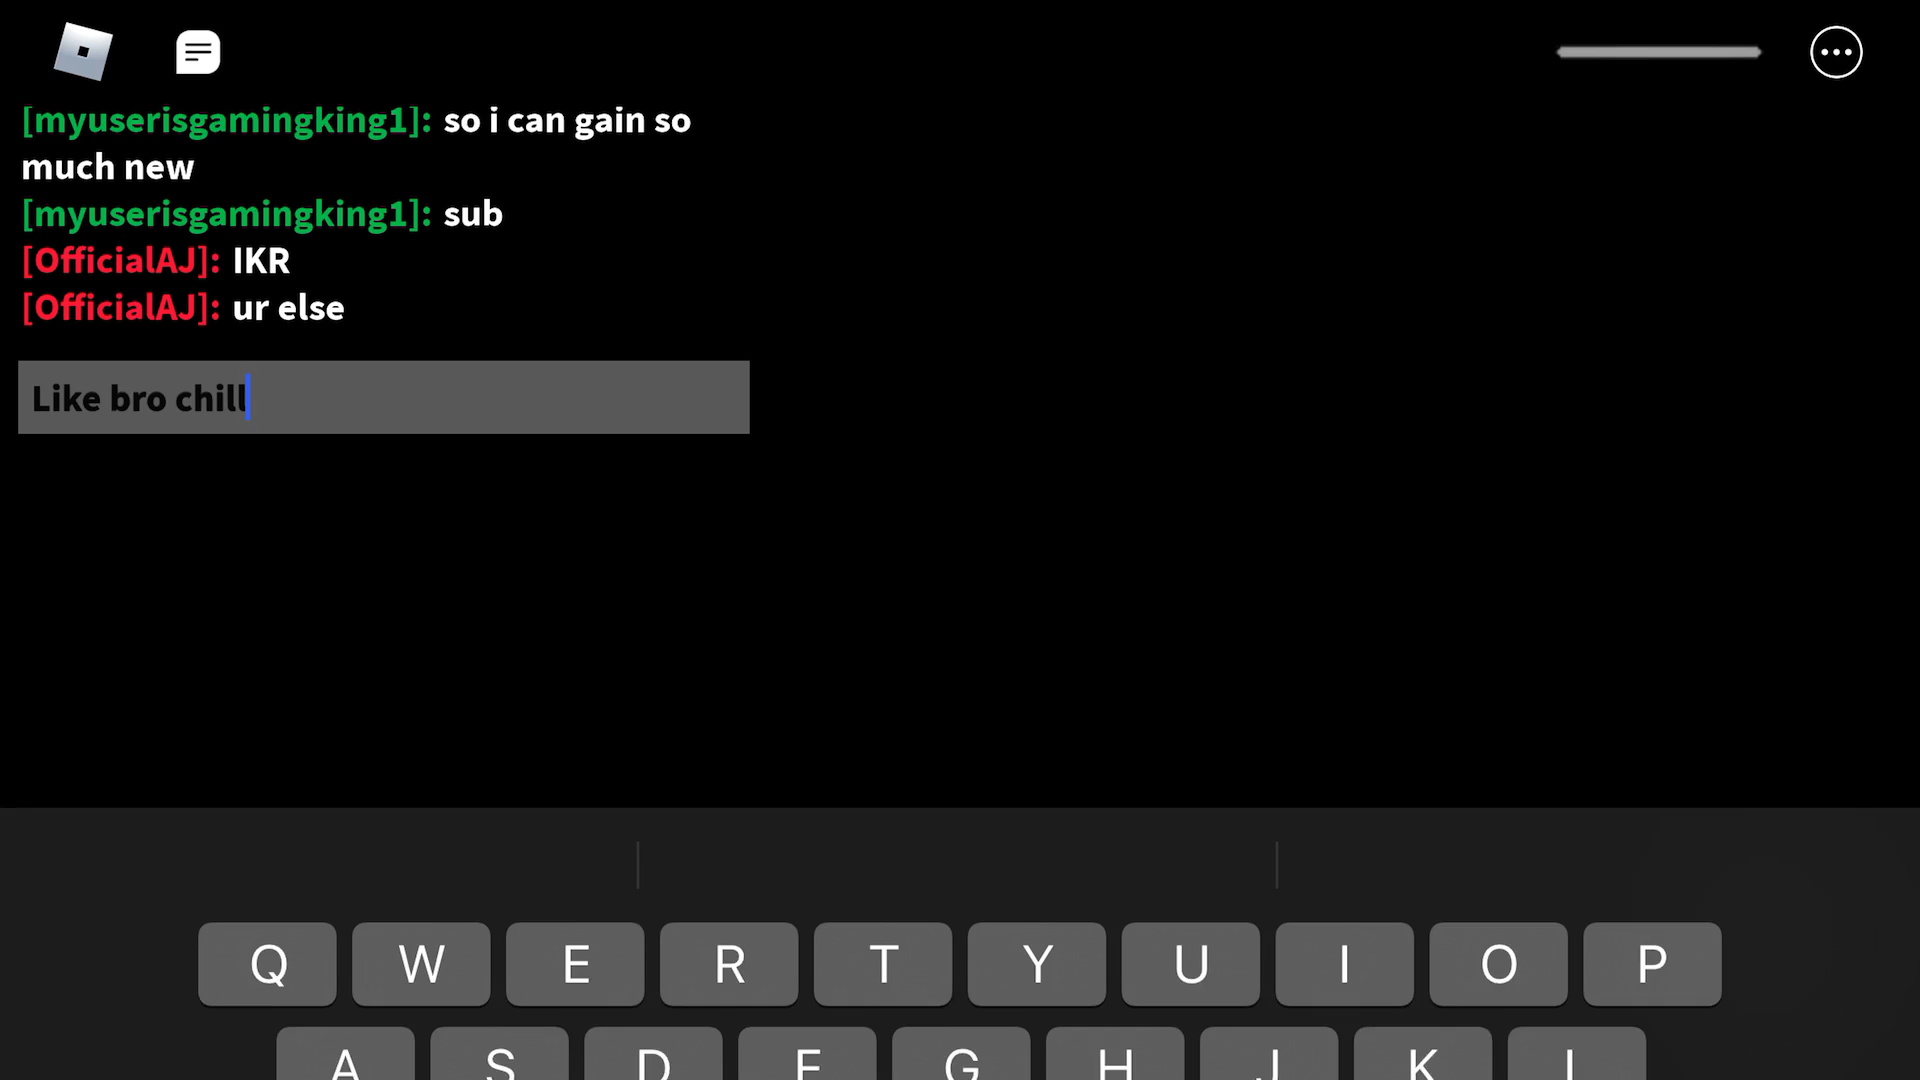 [myuserisgamingking1]: so i can gain so
much new
[myuserisgamingking1]: sub
[OfficialAJ]: IKR
[OfficialAJ]: ur else
Like bro chill
Q W E R T Y U I O P
A S D F G H J K L